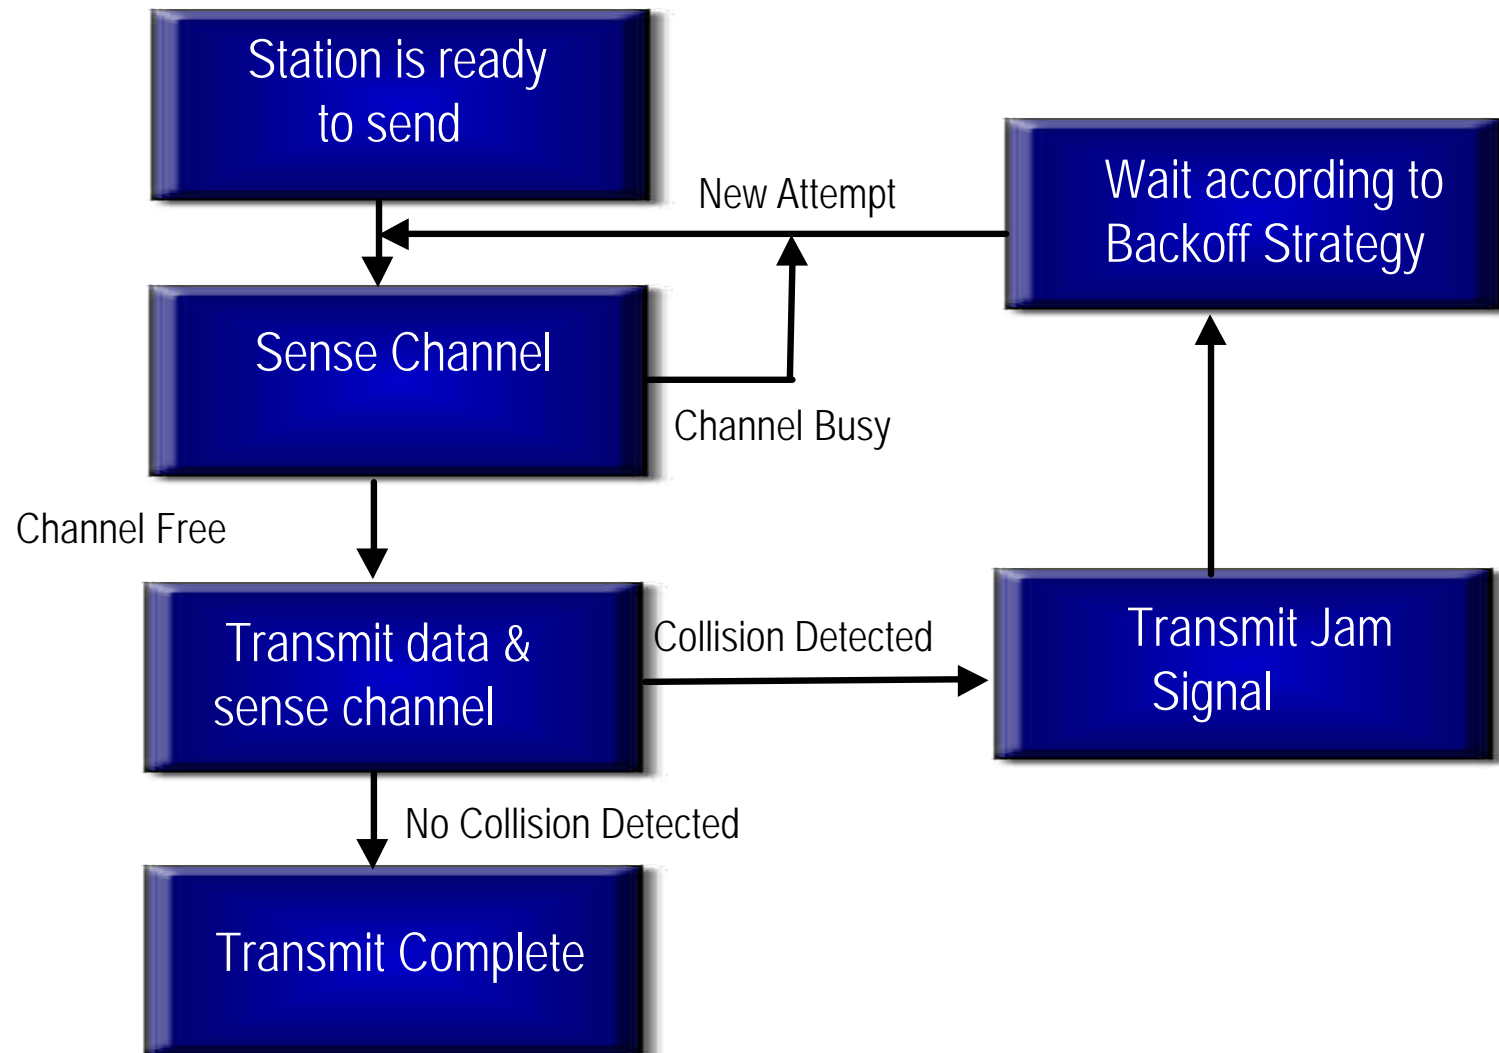 Station is ready
to send
New Attempt
Wait according to
Backoff Strategy
Sense Channel
Channel Busy
Channel Free
Transmit data &
sense channel
Collision Detected
Transmit Jam
Signal
No Collision Detected
Transmit Complete